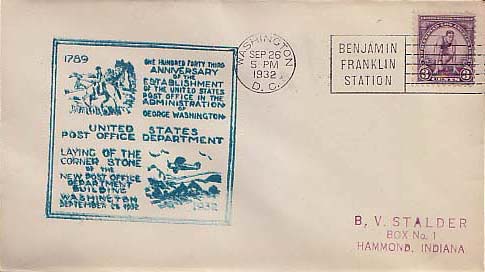 1789
ONE HUNDRED FORTY THIRD
ANNIVERSARY
OF THE
ESTABLISHMENT
OF THE UNITED STATES
POST OFFICE IN THE
ADMINISTRATION
OF
GEORGE WASHINGTON
UNITED STATES
POST OFFICE DEPARTMENT
LAYING OF THE
CORNER STONE
OF THE
NEW POST OFFICE
DEPARTMENT
BUILDING
WASHINGTON
SEPTEMBER 26 1932
1932
WASHINGTON
SEP 26
5-PM
1932
D. C.
BENJAMIN
FRANKLIN
STATION
3 3
B. V. STALDER
BOX No. 1
HAMMOND, INDIANA